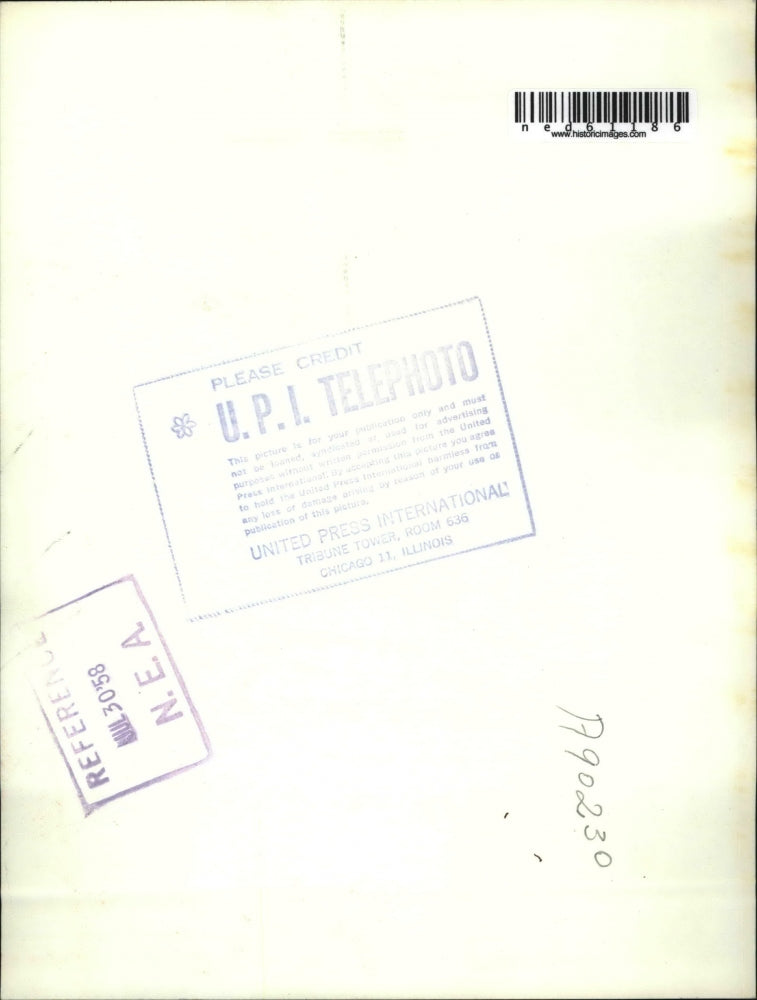 ned61186
www.historicimages.com
PLEASE CREDIT
U.P.I. TELEPHOTO
This picture is for your publication only and must
not be loaned, syndicated or used for advertising
purposes without written permission from the United
Press International. By accepting this picture you agree
to hold the United Press International harmless from
any loss or damage arising by reason of your use or
publication of this picture.
UNITED PRESS INTERNATIONAL
TRIBUNE TOWER, ROOM 636
CHICAGO 11, ILLINOIS
REFERENCE
30'58
N.E.A.
A90230